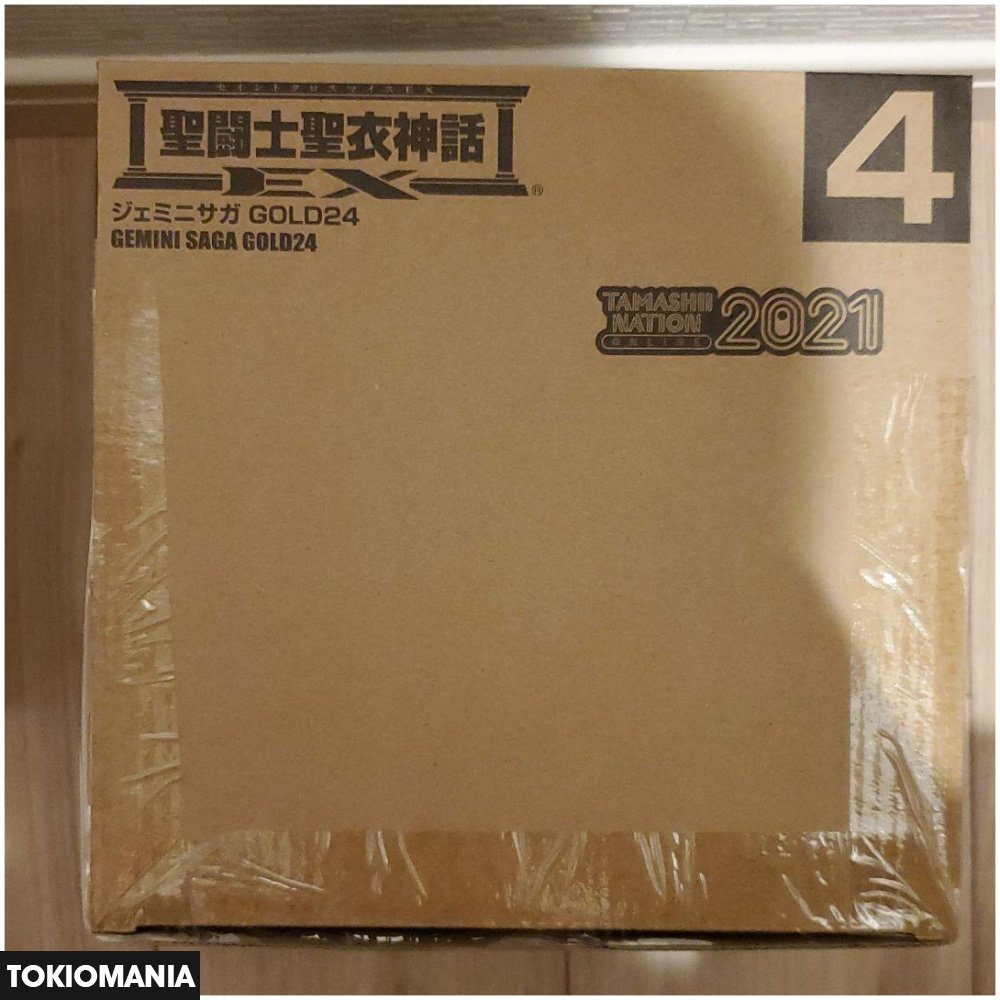 セイントクロスマイスEX
聖闘士聖衣神話
EX®
ジェミニサガ GOLD24
GEMINI SAGA GOLD24
4
TAMASHII
NATION
ONLINE
2021
TOKIOMANIA